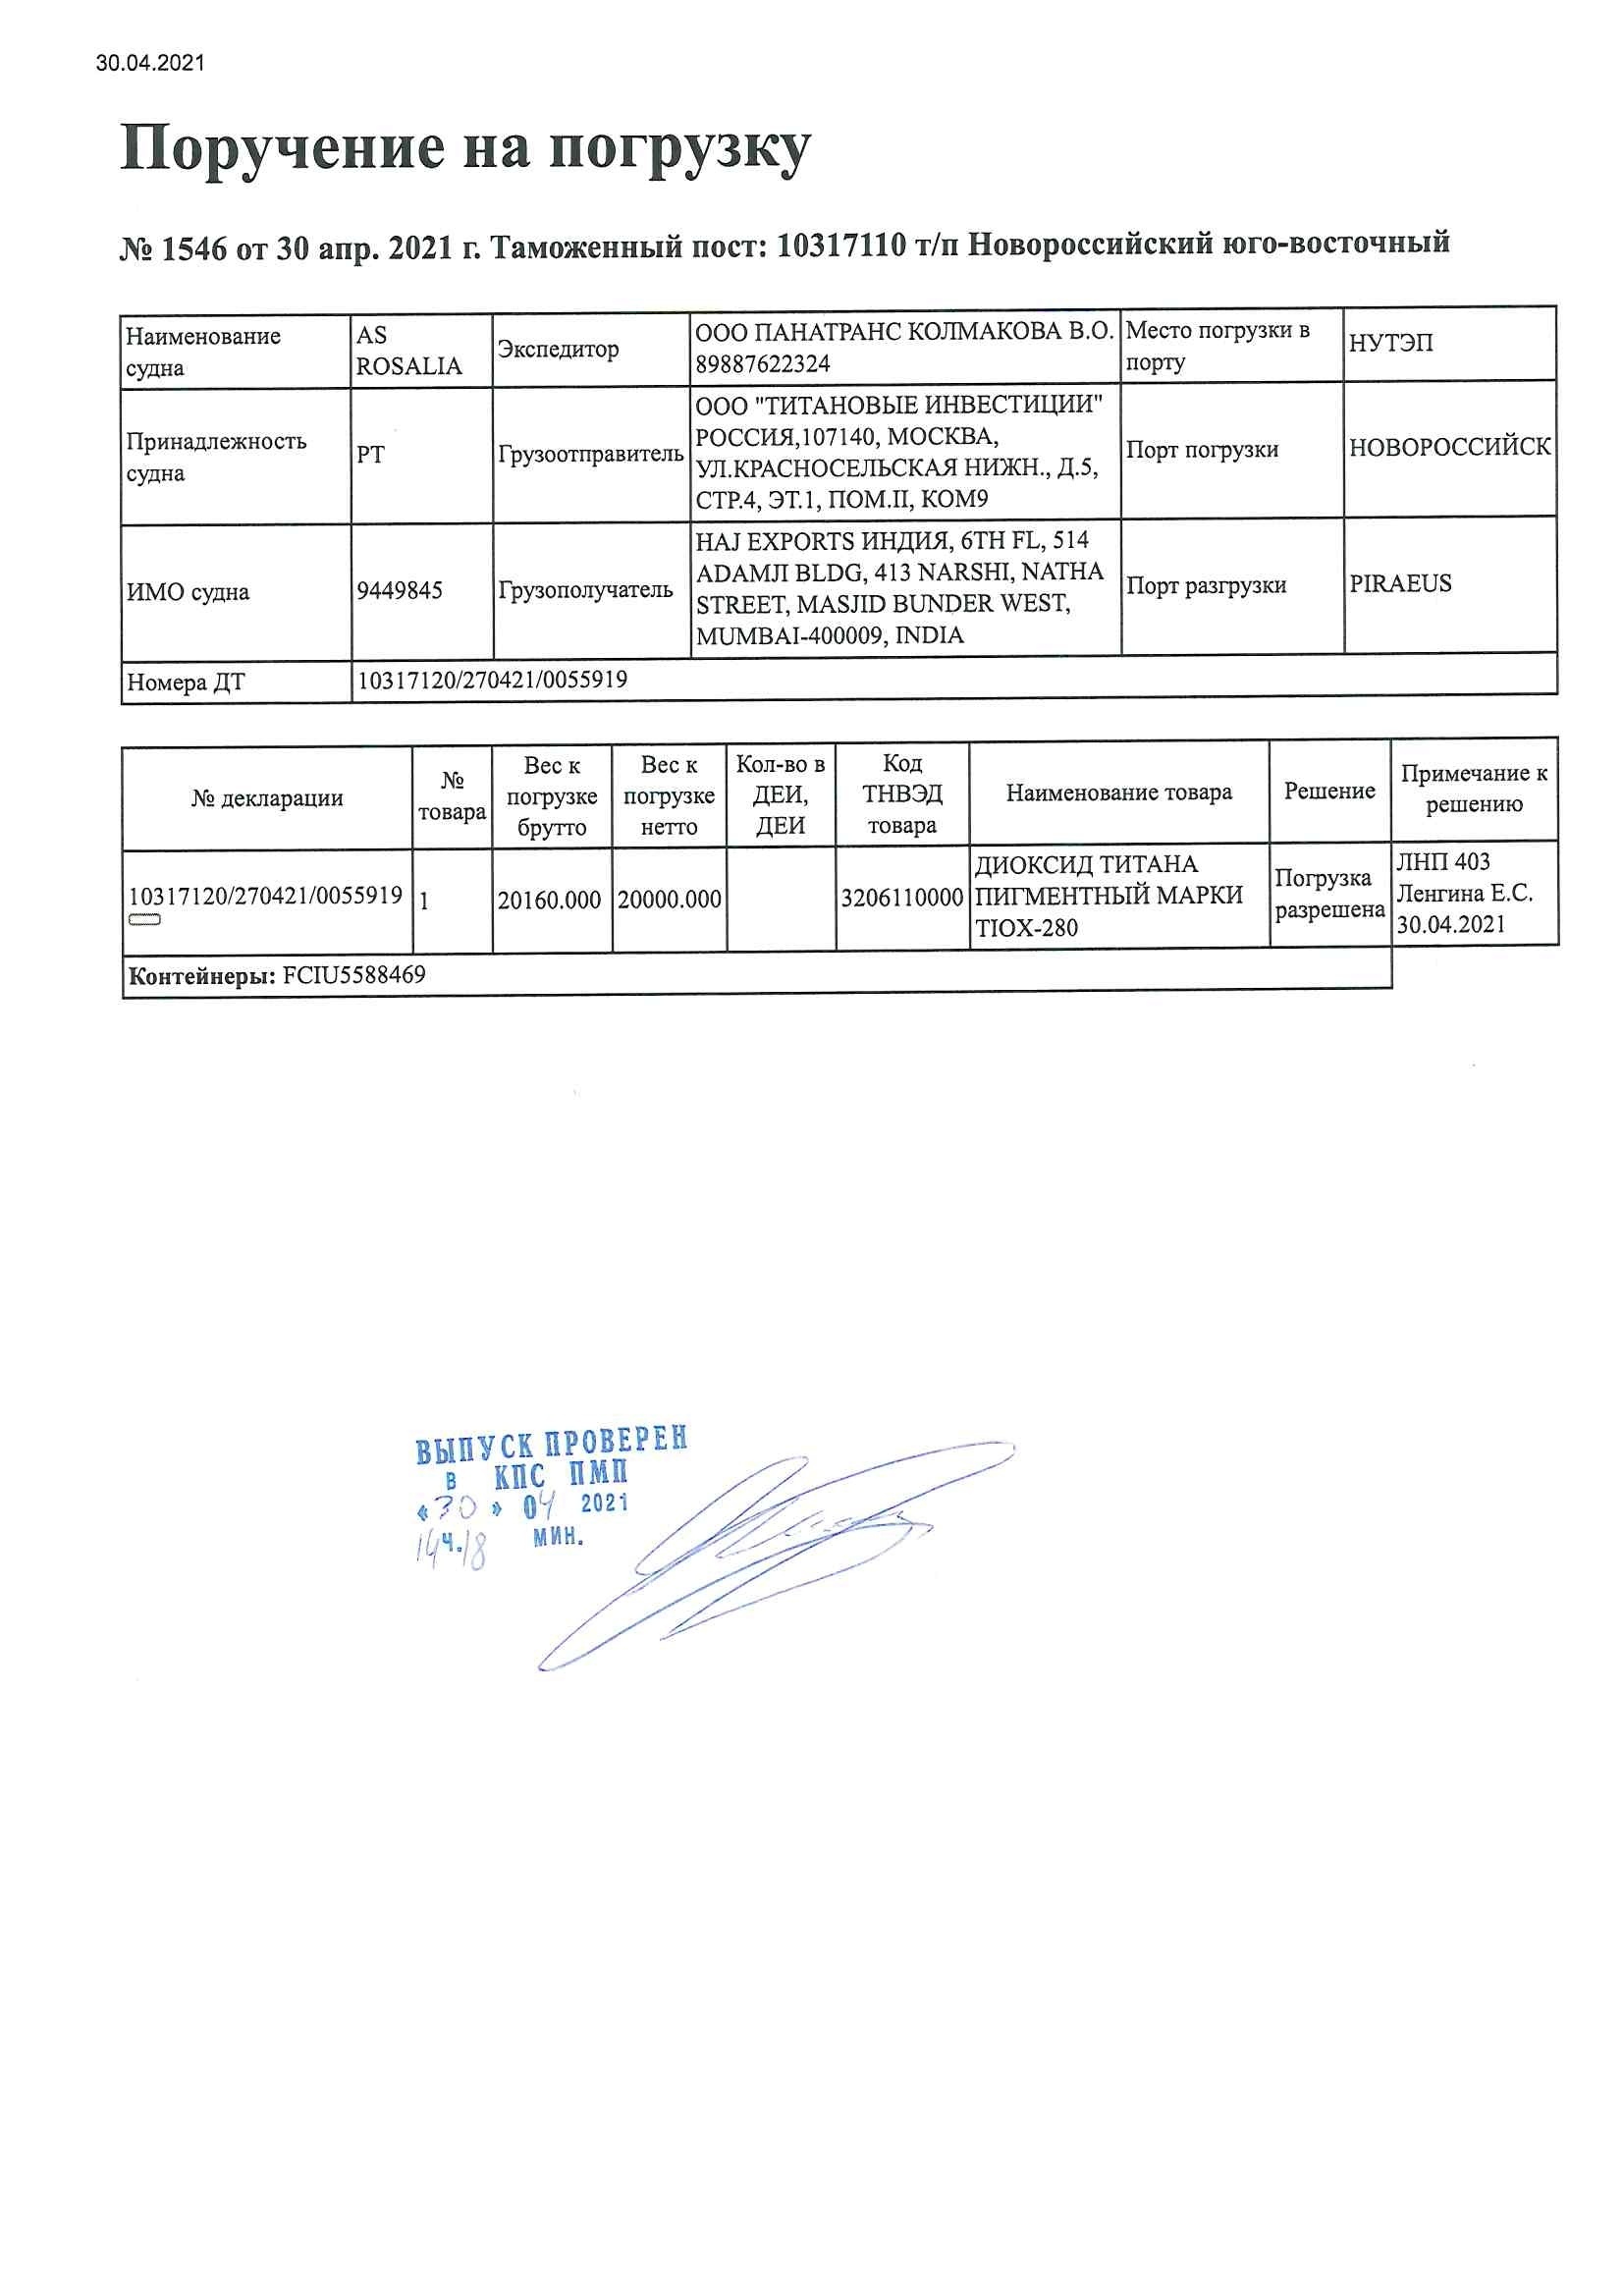 30.04.2021
Поручение на погрузку
№ 1546 от 30 апр. 2021 г. Таможенный пост: 10317110 т/п Новороссийский юго-восточный
Наименование
судна
AS
ROSALIA
Экспедитор
ООО ПАНАТРАНС КОЛМАКОВА В.О.
89887622324
Место погрузки в
порту
НУТЭП
Принадлежность
судна
PT
Грузоотправитель
ООО "ТИТАНОВЫЕ ИНВЕСТИЦИИ"
РОССИЯ,107140, МОСКВА,
УЛ.КРАСНОСЕЛЬСКАЯ НИЖН., Д.5,
СТР.4, ЭТ.1, ПОМ.II, КОМ9
Порт погрузки
НОВОРОССИЙСК
ИМО судна
9449845
Грузополучатель
HAJ EXPORTS ИНДИЯ, 6TH FL, 514
ADAMЛ BLDG, 413 NARSHI, NATHA
STREET, MASJID BUNDER WEST,
MUMBAI-400009, INDIA
Порт разгрузки
PIRAEUS
Номера ДТ
10317120/270421/0055919
№ декларации
№
товара
Вес к
погрузке
брутто
Вес к
погрузке
нетто
Кол-во в
ДЕИ,
ДЕИ
Код
ТНВЭД
товара
Наименование товара
Решение
Примечание к
решению
10317120/270421/0055919
1
20160.000
20000.000
3206110000
ДИОКСИД ТИТАНА
ПИГМЕНТНЫЙ МАРКИ
TIOX-280
Погрузка
разрешена
ЛНП 403
Ленгина Е.С.
30.04.2021
Контейнеры: FCIU5588469
ВЫПУСК ПРОВЕРЕН
В КПС ПМП
«30» 04 2021
14 Ч. 18 МИН.